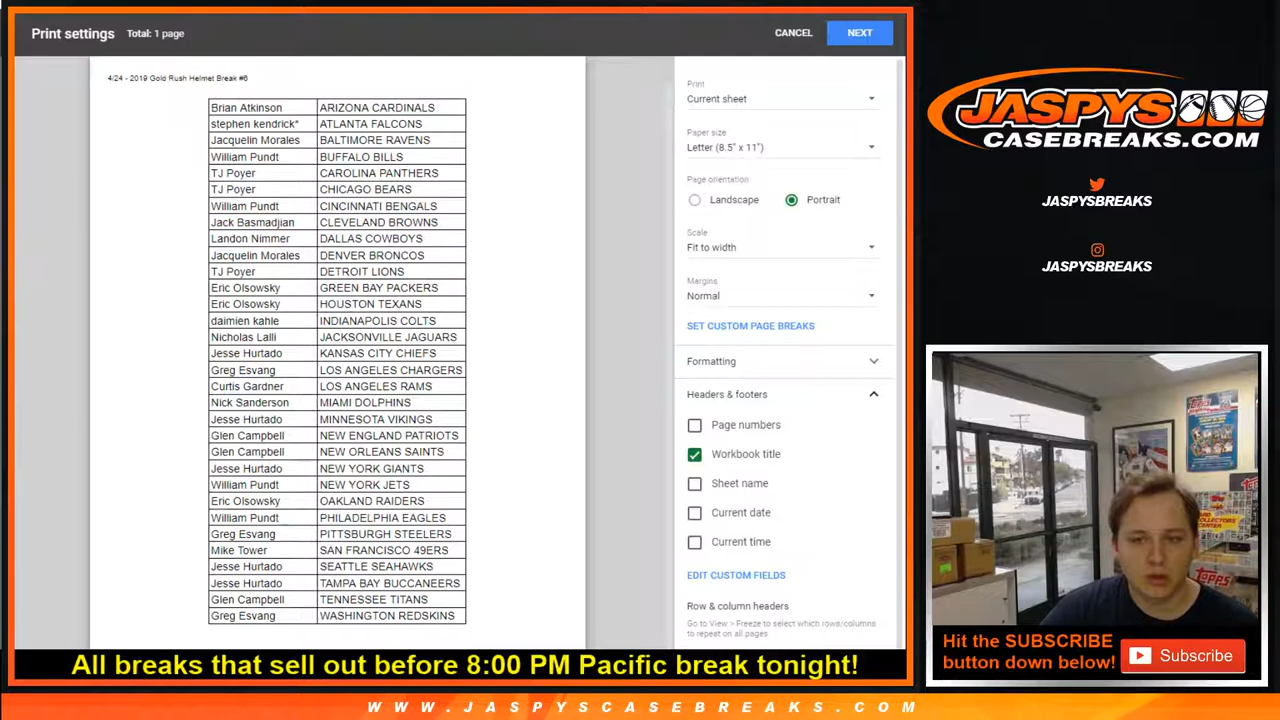 Print settings Total: 1 page
CANCEL NEXT
4/24 - 2019 Gold Rush Helmet Break #6
Brian Atkinson ARIZONA CARDINALS
stephen kendrick* ATLANTA FALCONS
Jacquelin Morales BALTIMORE RAVENS
William Pundt BUFFALO BILLS
TJ Poyer CAROLINA PANTHERS
TJ Poyer CHICAGO BEARS
William Pundt CINCINNATI BENGALS
Jack Basmadjian CLEVELAND BROWNS
Landon Nimmer DALLAS COWBOYS
Jacquelin Morales DENVER BRONCOS
TJ Poyer DETROIT LIONS
Eric Olsowsky GREEN BAY PACKERS
Eric Olsowsky HOUSTON TEXANS
daimien kahle INDIANAPOLIS COLTS
Nicholas Lalli JACKSONVILLE JAGUARS
Jesse Hurtado KANSAS CITY CHIEFS
Greg Esvang LOS ANGELES CHARGERS
Curtis Gardner LOS ANGELES RAMS
Nick Sanderson MIAMI DOLPHINS
Jesse Hurtado MINNESOTA VIKINGS
Glen Campbell NEW ENGLAND PATRIOTS
Glen Campbell NEW ORLEANS SAINTS
Jesse Hurtado NEW YORK GIANTS
William Pundt NEW YORK JETS
Eric Olsowsky OAKLAND RAIDERS
William Pundt PHILADELPHIA EAGLES
Greg Esvang PITTSBURGH STEELERS
Mike Tower SAN FRANCISCO 49ERS
Jesse Hurtado SEATTLE SEAHAWKS
Jesse Hurtado TAMPA BAY BUCCANEERS
Glen Campbell TENNESSEE TITANS
Greg Esvang WASHINGTON REDSKINS
Print
Current sheet
Paper size
Letter (8.5" x 11")
Page orientation
Landscape Portrait
Scale
Fit to width
Margins
Normal
SET CUSTOM PAGE BREAKS
Formatting
Headers & footers
Page numbers
Workbook title
Sheet name
Current date
Current time
EDIT CUSTOM FIELDS
Row & column headers
Go to View > Freeze to select which rows/columns
to repeat on all pages
JASPYS
CASEBREAKS.COM
JASPYSBREAKS
JASPYSBREAKS
TOPPS
Hit the SUBSCRIBE
button down below!
Subscribe
All breaks that sell out before 8:00 PM Pacific break tonight!
WWW.JASPYSCASEBREAKS.COM